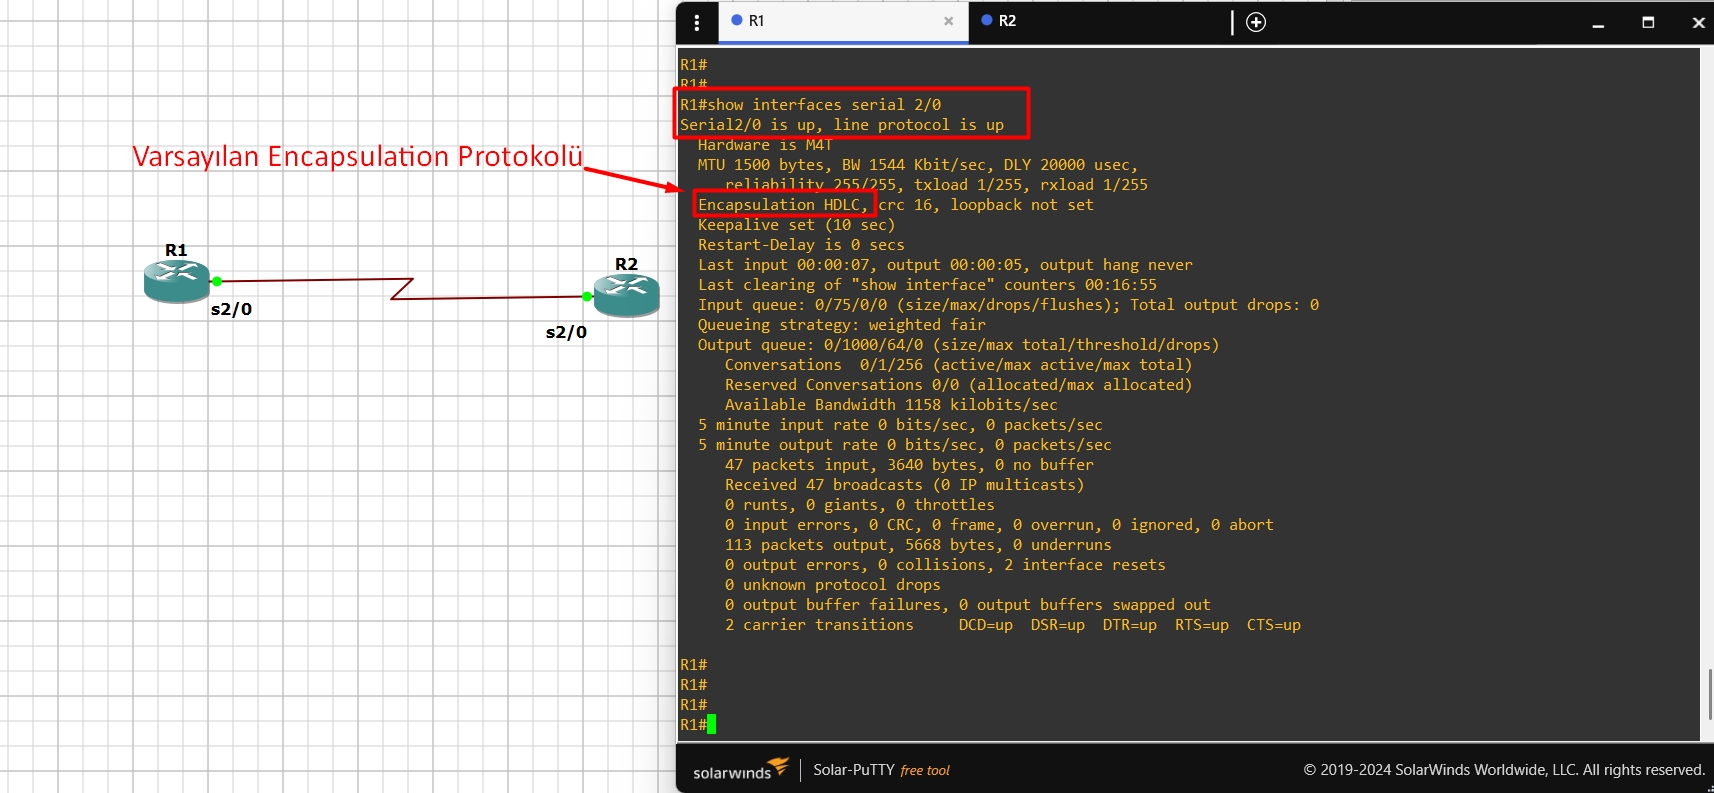 R1
R2
R1#
R1#
R1#show interfaces serial 2/0
Serial2/0 is up, line protocol is up
Hardware is M4T
MTU 1500 bytes, BW 1544 Kbit/sec, DLY 20000 usec,
reliability 255/255, txload 1/255, rxload 1/255
Encapsulation HDLC, crc 16, loopback not set
Keepalive set (10 sec)
Restart-Delay is 0 secs
Last input 00:00:07, output 00:00:05, output hang never
Last clearing of "show interface" counters 00:16:55
Input queue: 0/75/0/0 (size/max/drops/flushes); Total output drops: 0
Queueing strategy: weighted fair
Output queue: 0/1000/64/0 (size/max total/threshold/drops)
Conversations  0/1/256 (active/max active/max total)
Reserved Conversations 0/0 (allocated/max allocated)
Available Bandwidth 1158 kilobits/sec
5 minute input rate 0 bits/sec, 0 packets/sec
5 minute output rate 0 bits/sec, 0 packets/sec
47 packets input, 3640 bytes, 0 no buffer
Received 47 broadcasts (0 IP multicasts)
0 runts, 0 giants, 0 throttles
0 input errors, 0 CRC, 0 frame, 0 overrun, 0 ignored, 0 abort
113 packets output, 5668 bytes, 0 underruns
0 output errors, 0 collisions, 2 interface resets
0 unknown protocol drops
0 output buffer failures, 0 output buffers swapped out
2 carrier transitions     DCD=up  DSR=up  DTR=up  RTS=up  CTS=up
R1#
R1#
R1#
R1#
Varsayılan Encapsulation Protokolü
R1
s2/0
R2
s2/0
solarwinds
Solar-PuTTY free tool
© 2019-2024 SolarWinds Worldwide, LLC. All rights reserved.